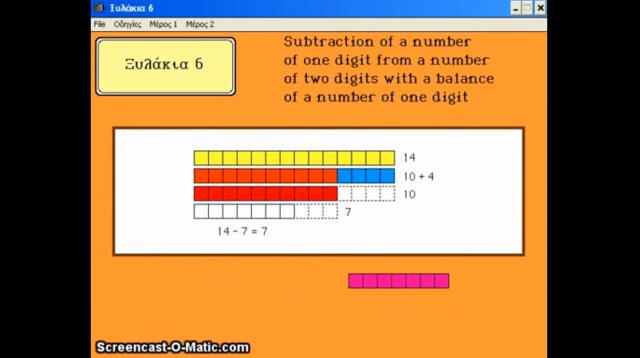 Ξυλάκια 6
File Οδηγίες Μέρος 1 Μέρος 2
Ξυλάκια 6
Subtraction of a number
of one digit from a number
of two digits with a balance
of a number of one digit
14
10 + 4
10
7
14 - 7 = 7
Screencast-O-Matic.com